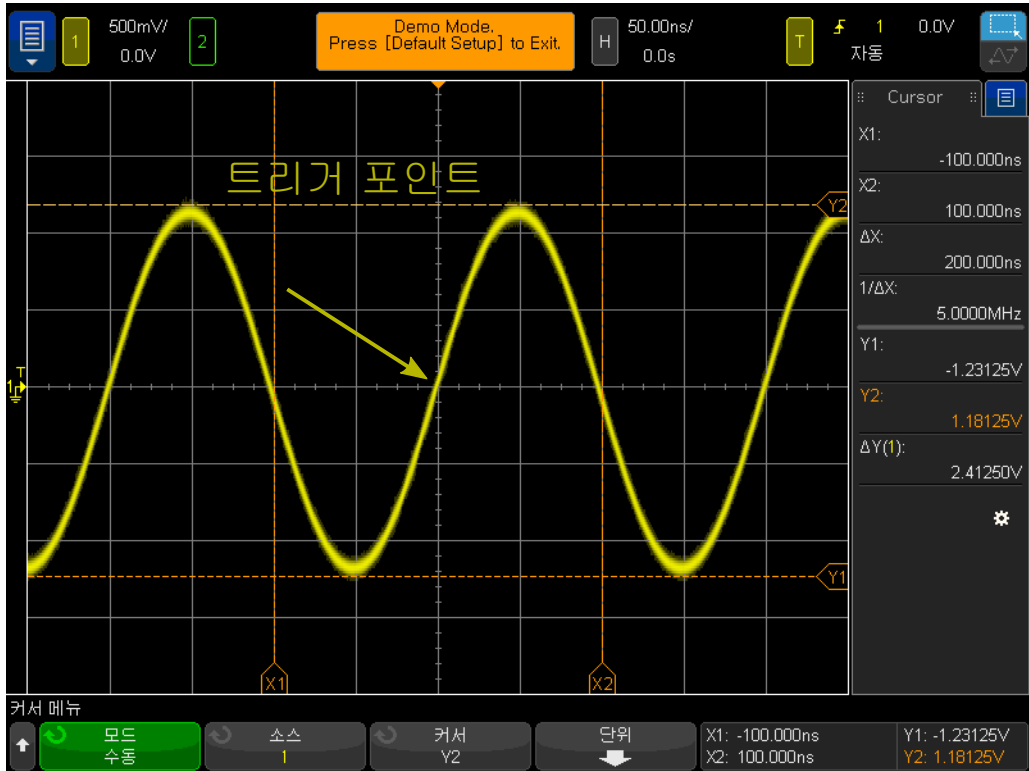 1
500mV/
0.0V
2
Demo Mode,
Press [Default Setup] to Exit.
H
50.00ns/
0.0s
T
1
0.0V
자동
Cursor
X1:
-100.000ns
X2:
100.000ns
ΔX:
200.000ns
1/ΔX:
5.0000MHz
Y1:
-1.23125V
Y2:
1.18125V
ΔY(1):
2.41250V
트리거 포인트
Y2
T
1
Y1
X1
X2
커서 메뉴
모드
수동
소스
1
커서
Y2
단위
X1: -100.000ns
X2: 100.000ns
Y1: -1.23125V
Y2: 1.18125V